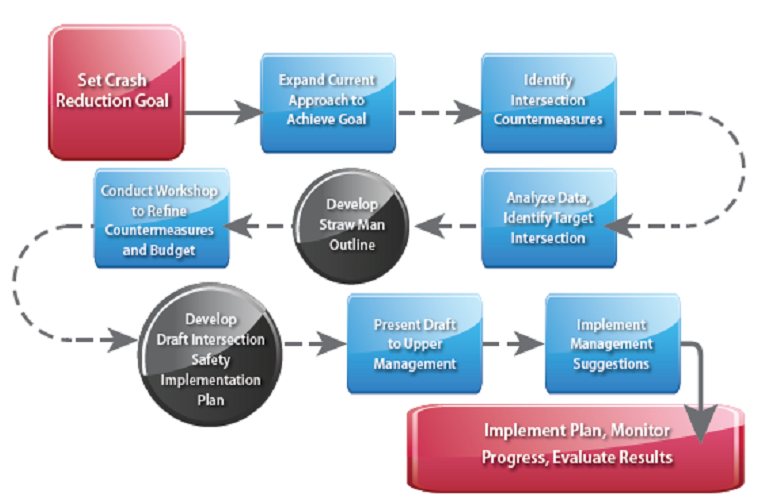 Set Crash
Reduction Goal
Expand Current
Approach to
Achieve Goal
Identify
Intersection
Countermeasures
Analyze Data,
Identify Target
Intersection
Develop
Straw Man
Outline
Conduct Workshop
to Refine
Countermeasures
and Budget
Develop
Draft Intersection
Safety
Implementation
Plan
Present Draft
to Upper
Management
Implement
Management
Suggestions
Implement Plan, Monitor
Progress, Evaluate Results